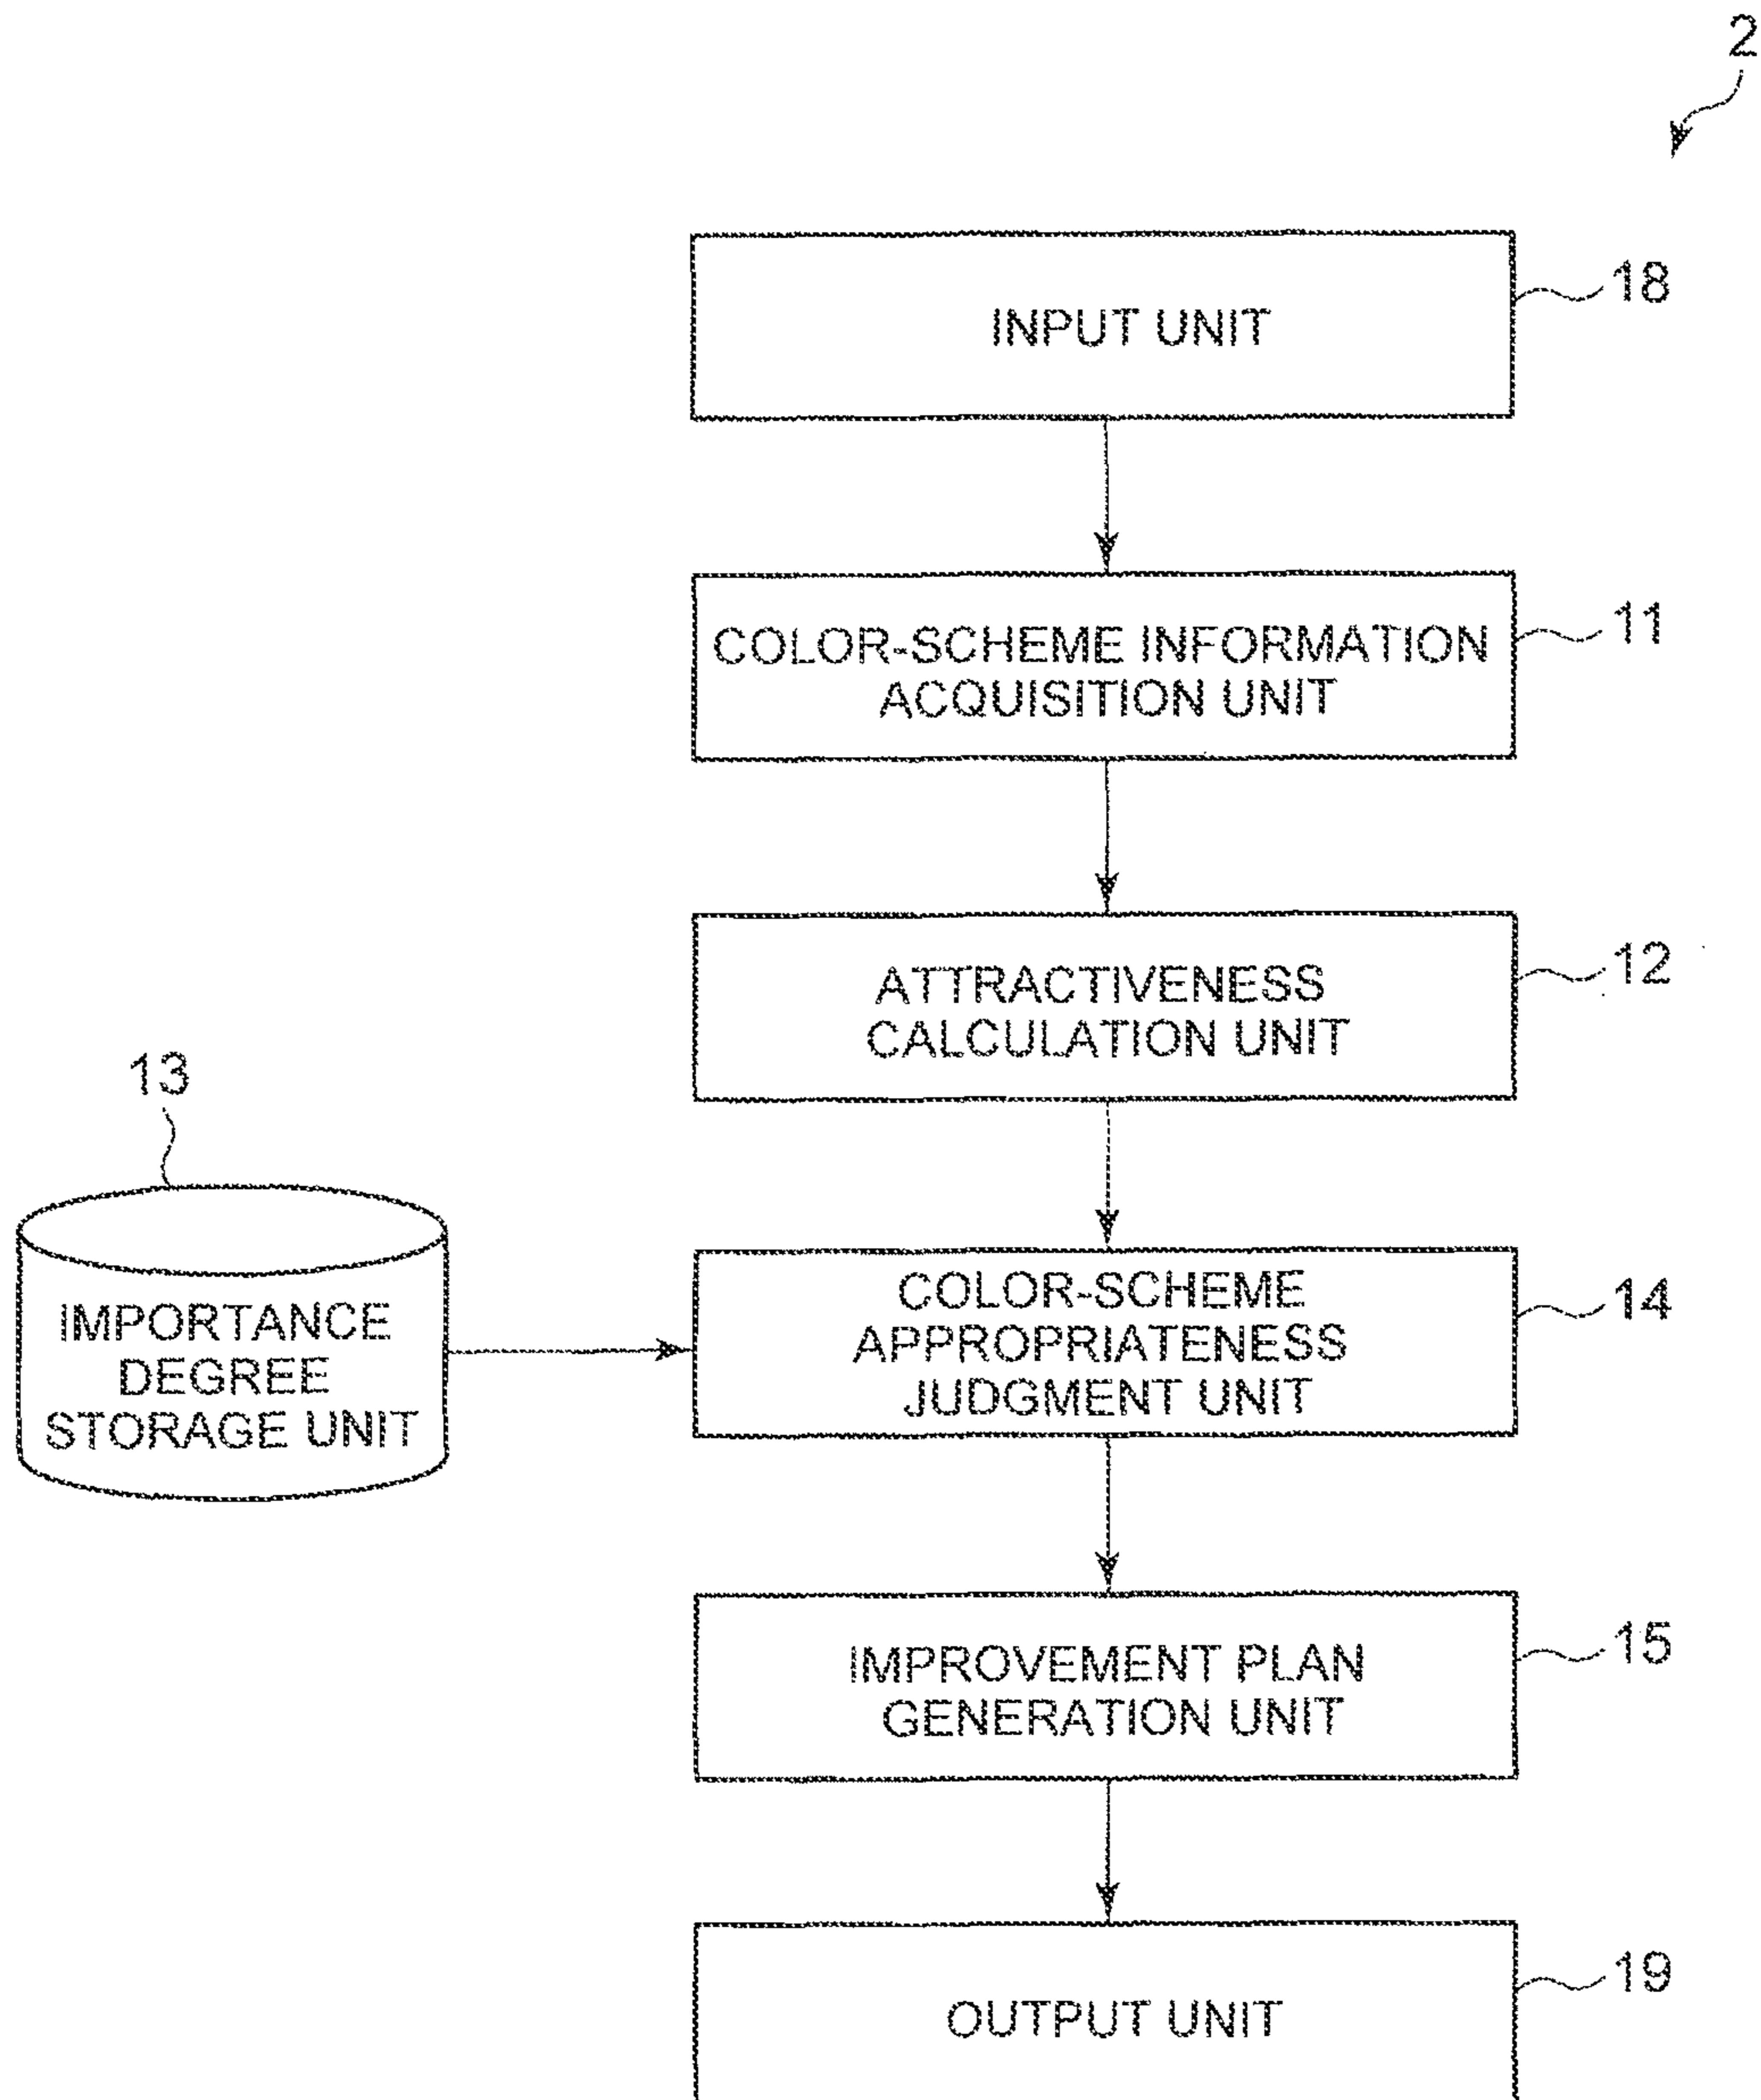 2
INPUT UNIT
18
COLOR-SCHEME INFORMATION
ACQUISITION UNIT
11
ATTRACTIVENESS
CALCULATION UNIT
12
13
IMPORTANCE
DEGREE
STORAGE UNIT
COLOR-SCHEME
APPROPRIATENESS
JUDGMENT UNIT
14
IMPROVEMENT PLAN
GENERATION UNIT
15
OUTPUT UNIT
19